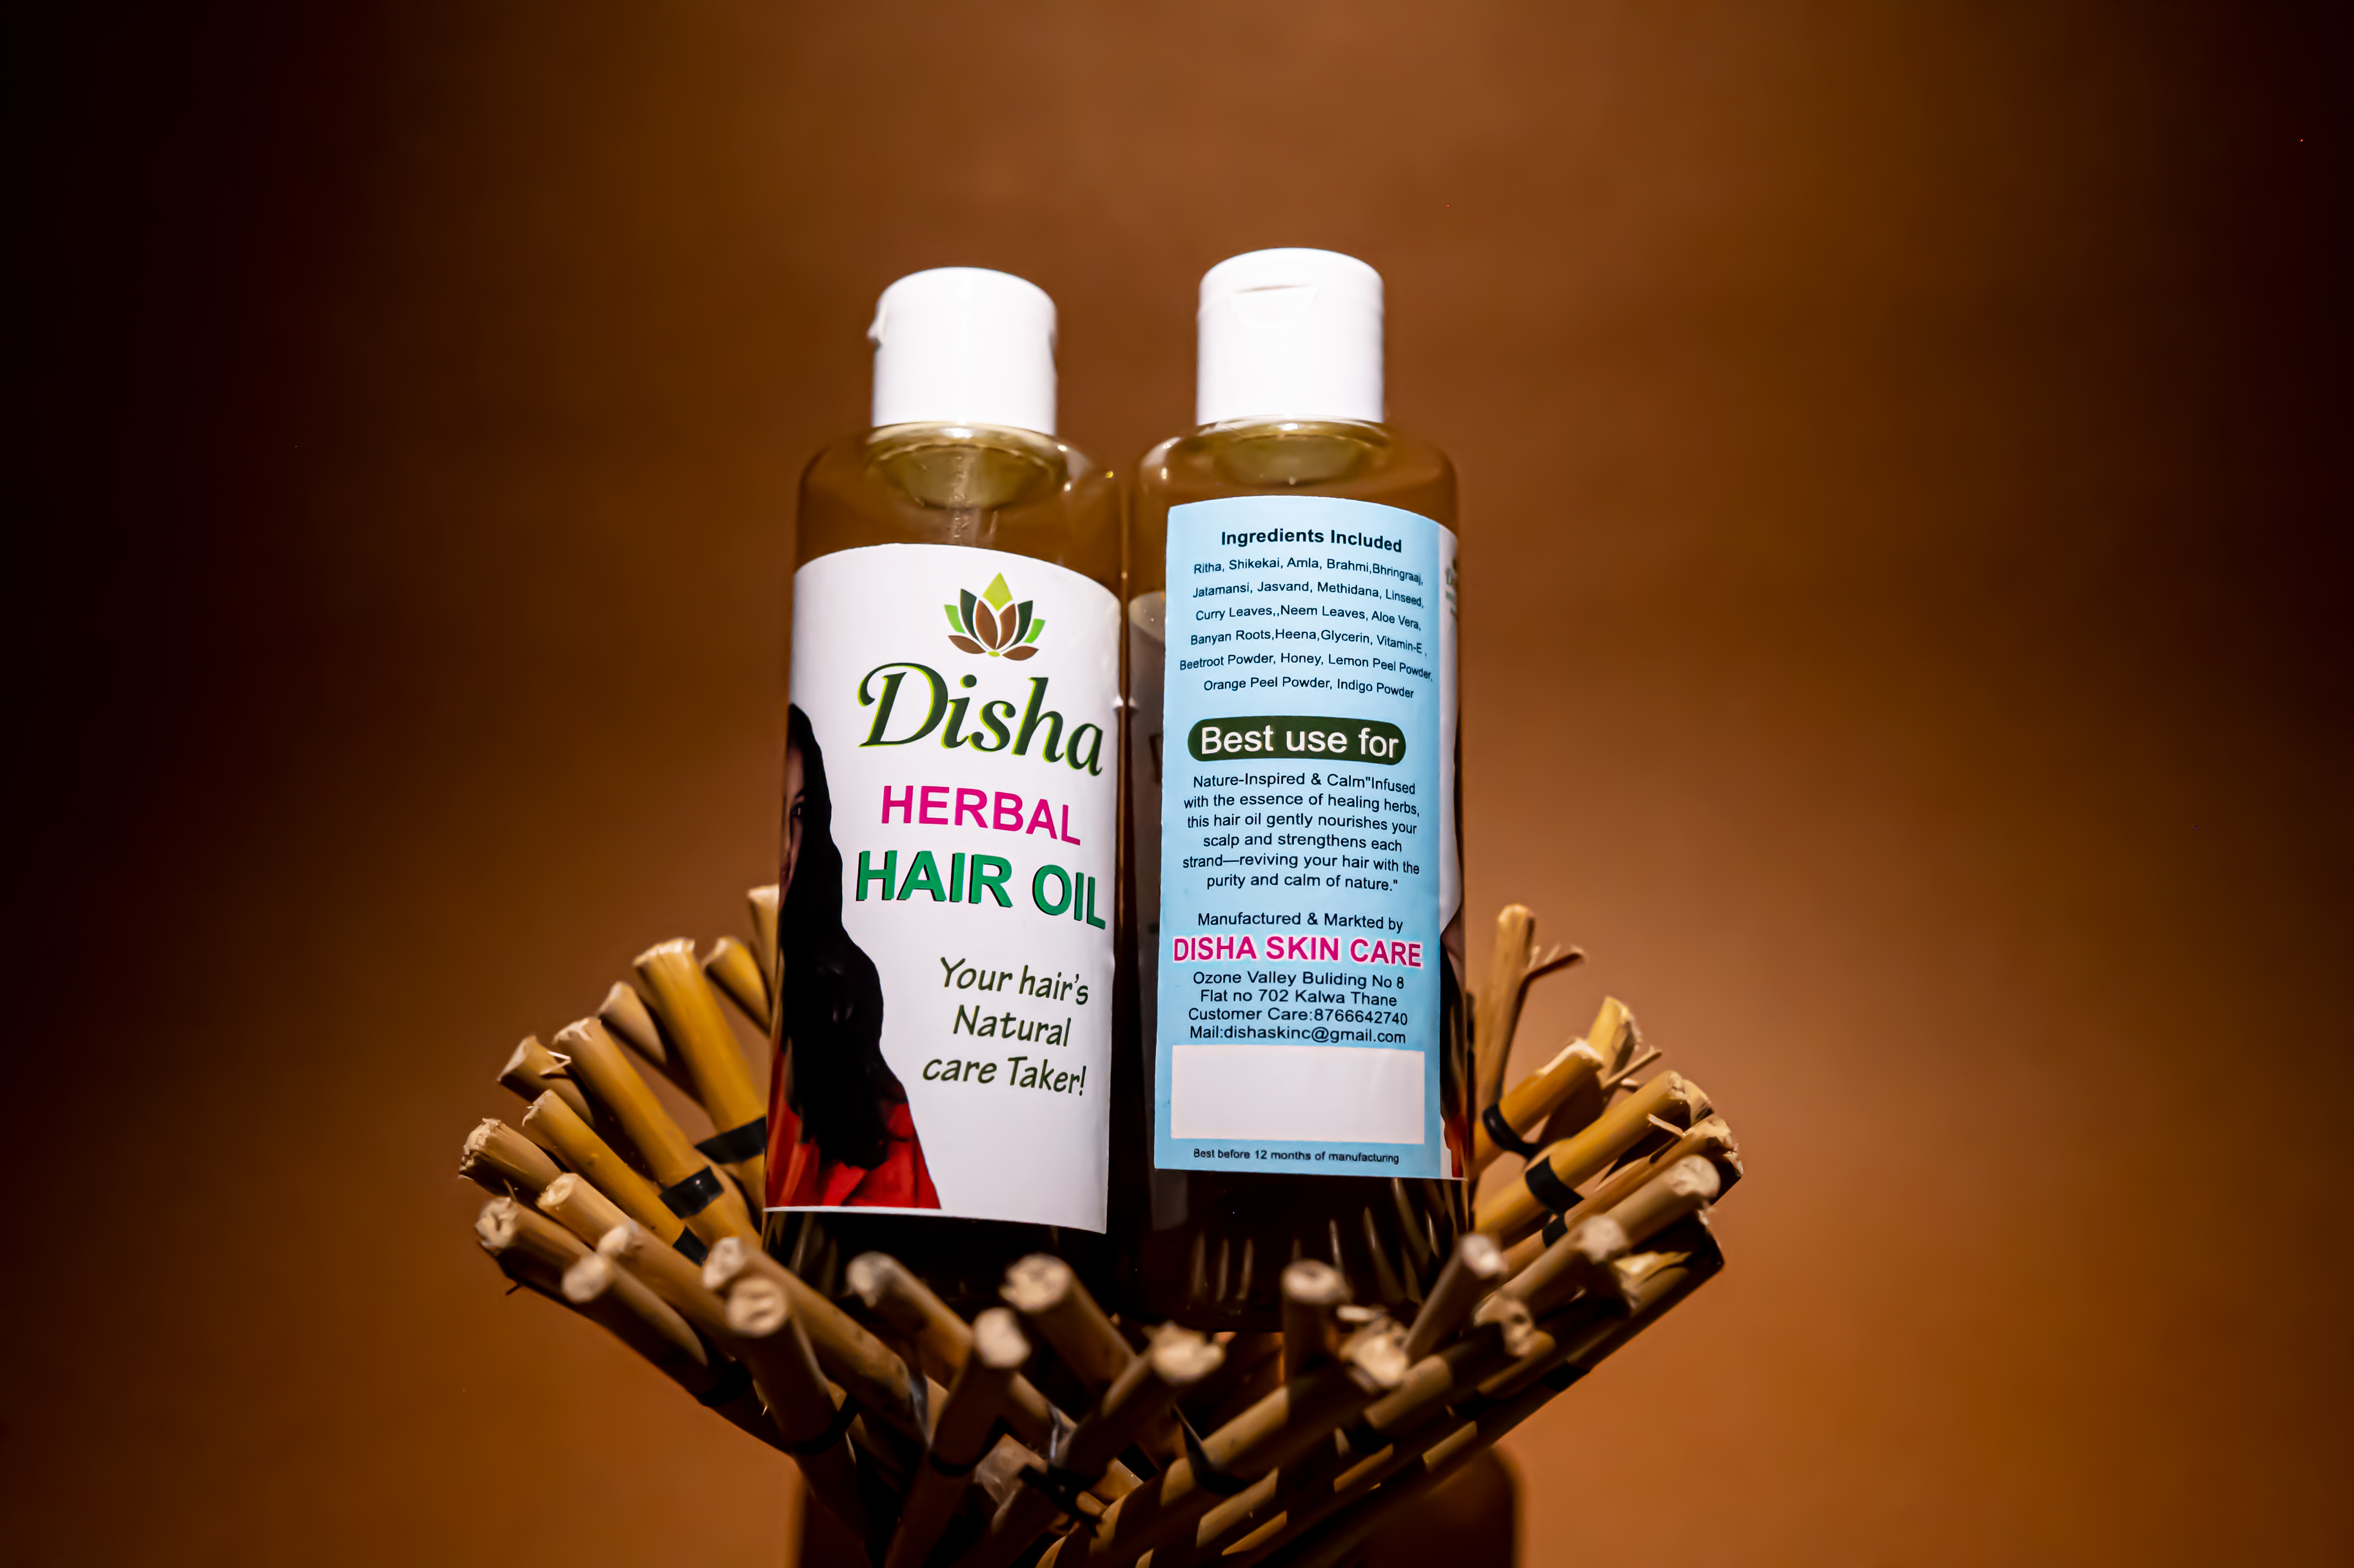 Disha
HERBAL
HAIR OIL
Your hair's
Natural
care Taker!
Ingredients Included
Ritha, Shikekai, Amla, Brahmi,Bhringraaj,
Jatamansi, Jasvand, Methidana, Linseed,
Curry Leaves,,Neem Leaves, Aloe Vera,
Banyan Roots,Heena,Glycerin, Vitamin-E ,
Beetroot Powder, Honey, Lemon Peel Powder,
Orange Peel Powder, Indigo Powder
Best use for
Nature-Inspired & Calm"Infused
with the essence of healing herbs,
this hair oil gently nourishes your
scalp and strengthens each
strand—reviving your hair with the
purity and calm of nature."
Manufactured & Markted by
DISHA SKIN CARE
Ozone Valley Buliding No 8
Flat no 702 Kalwa Thane
Customer Care:8766642740
Mail:dishaskinc@gmail.com
Best before 12 months of manufacturing